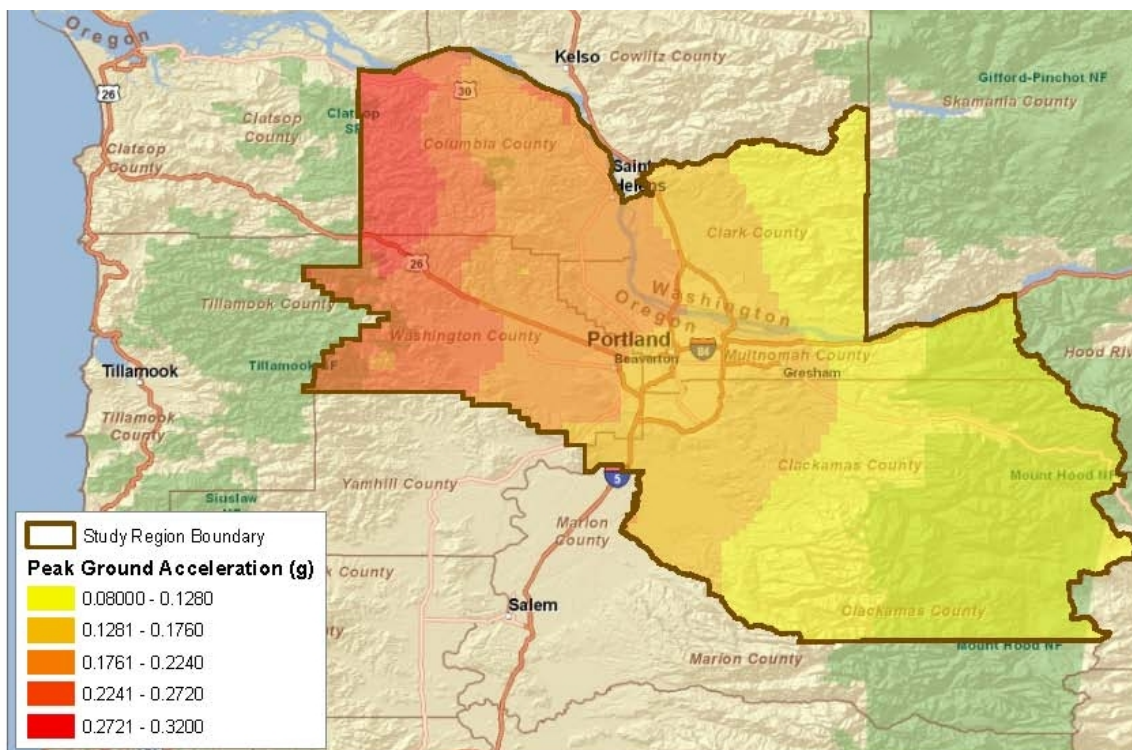 Oregon
Kelso
Cowlitz County
Gifford-Pinchot NF
Skamania County
26
30
Clatsop
County
Clatsop
SF
Columbia County
Clatsop
County
Saint
Helens
Clark County
26
Tillamook County
Washington
Oregon
Washington County
Portland
Beaverton
84
Multnomah County
Gresham
Hood Riv
Tillamook
Tillamook SF
Tillamook
County
Clackamas County
Mount Hood NF
Yamhill County
5
Siuslaw
Marion
County
Study Region Boundary
Peak Ground Acceleration (g)
k County
0.08000 - 0.1280
0.1281 - 0.1760
0.1761 - 0.2240
0.2241 - 0.2720
0.2721 - 0.3200
Salem
County
Clackamas County
Mount Hood NF
Marion County